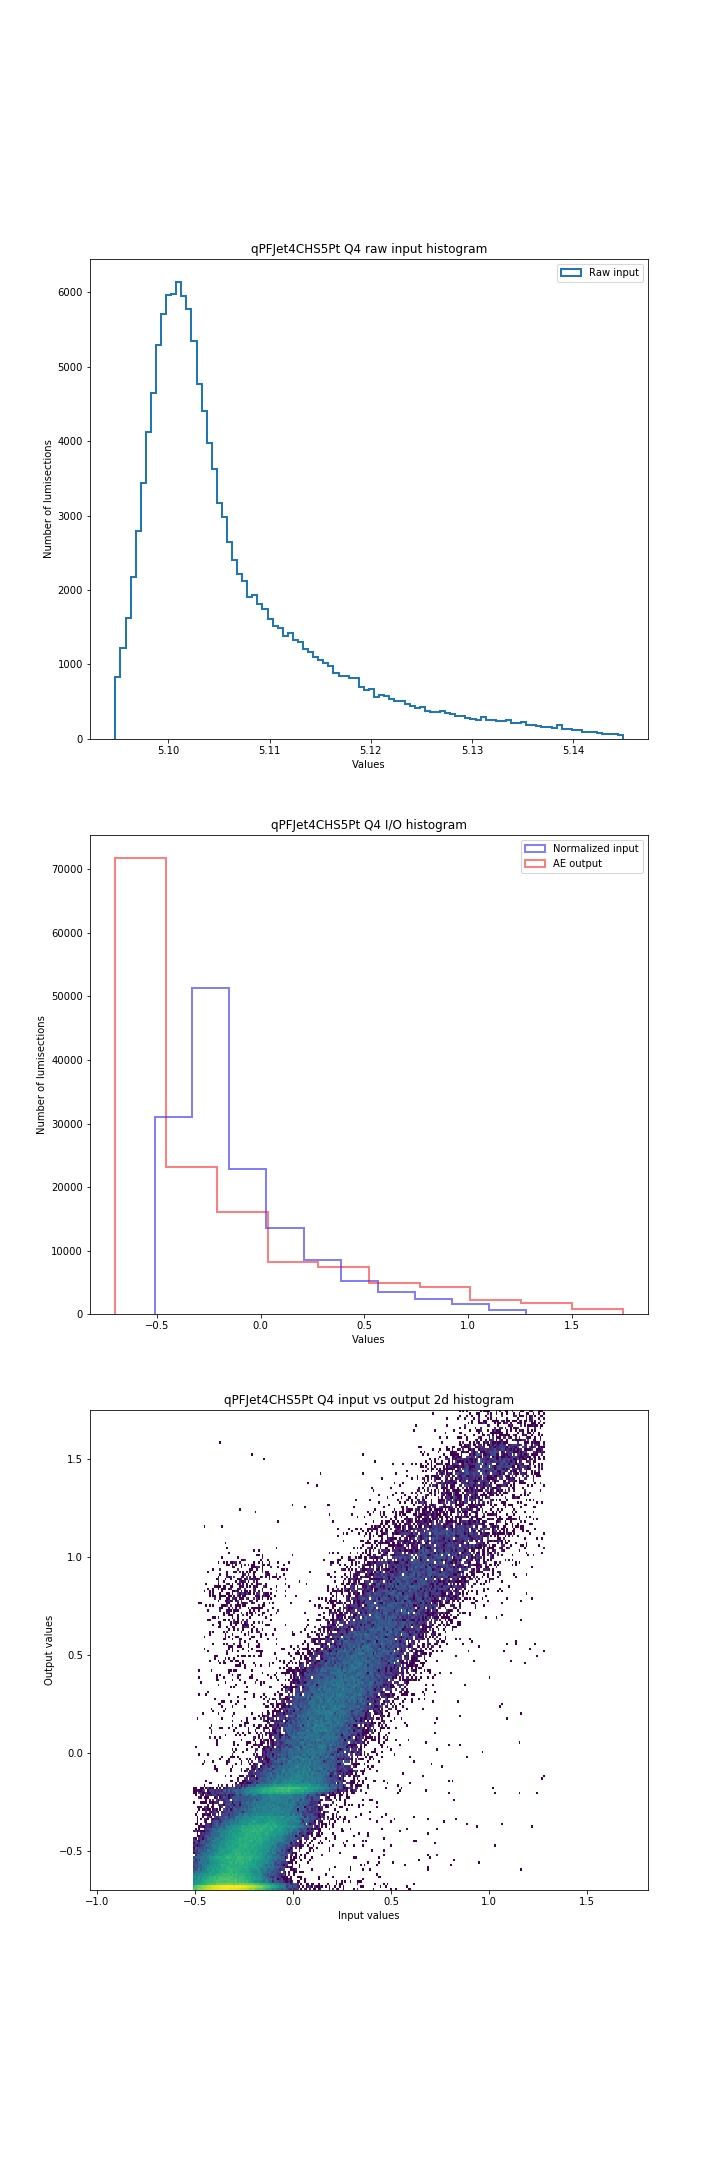 qPFJet4CHS5Pt Q4 raw input histogram
Raw input
6000
5000
4000
3000
2000
1000
0
Number of lumisections
5.10 5.11 5.12 5.13 5.14
Values
qPFJet4CHS5Pt Q4 I/O histogram
Normalized input
AE output
70000
60000
50000
40000
30000
20000
10000
0
Number of lumisections
−0.5 0.0 0.5 1.0 1.5
Values
qPFJet4CHS5Pt Q4 input vs output 2d histogram
1.5
1.0
0.5
0.0
−0.5
Output values
−1.0 −0.5 0.0 0.5 1.0 1.5
Input values